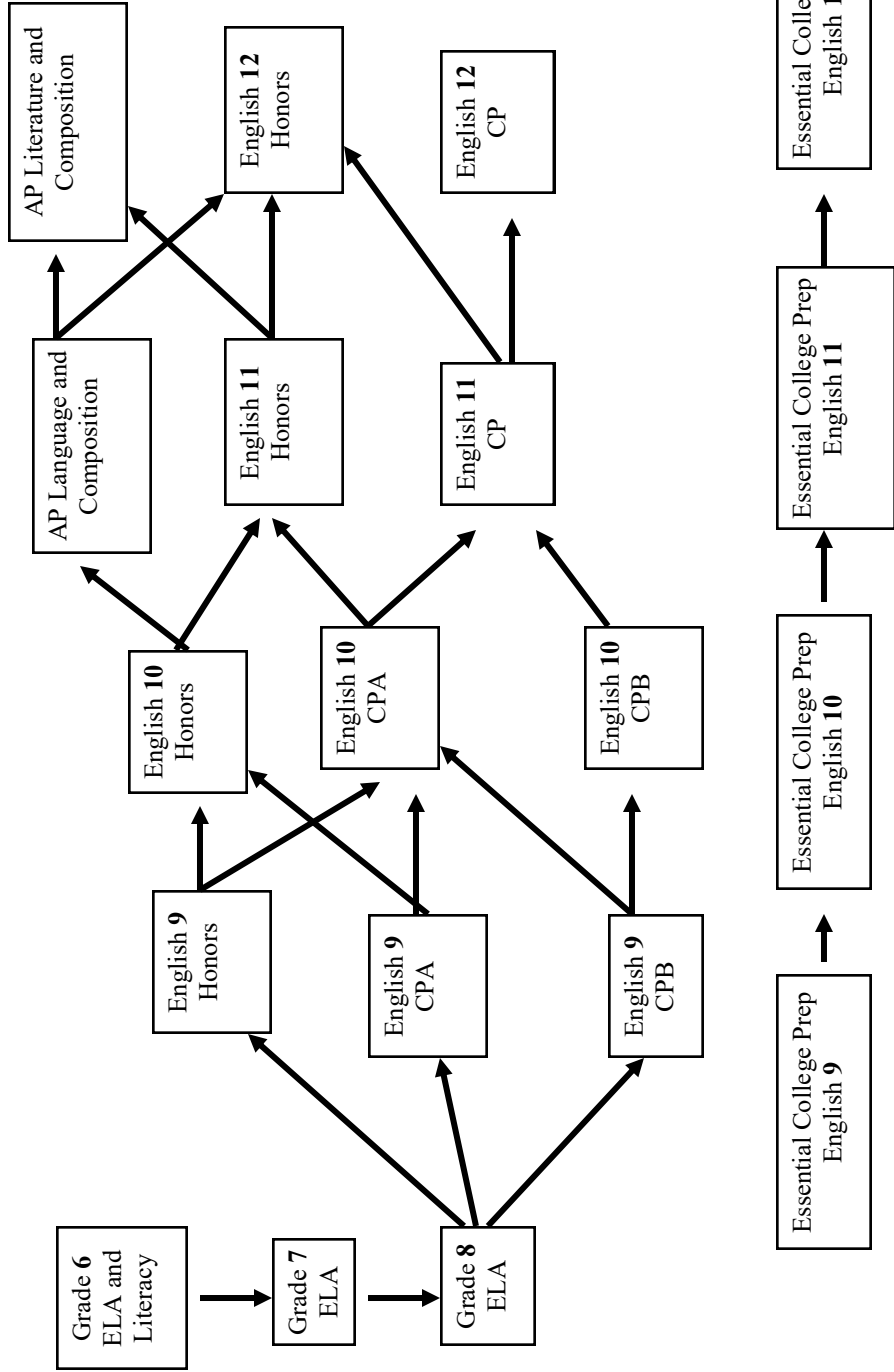 Grade 6
ELA and
Literacy
Grade 7
ELA
Grade 8
ELA
English 9
Honors
English 9
CPA
English 9
CPB
English 10
Honors
English 10
CPA
English 10
CPB
AP Language and
Composition
English 11
Honors
English 11
CP
AP Literature and
Composition
English 12
Honors
English 12
CP
Essential College Prep
English 9
Essential College Prep
English 10
Essential College Prep
English 11
Essential
English